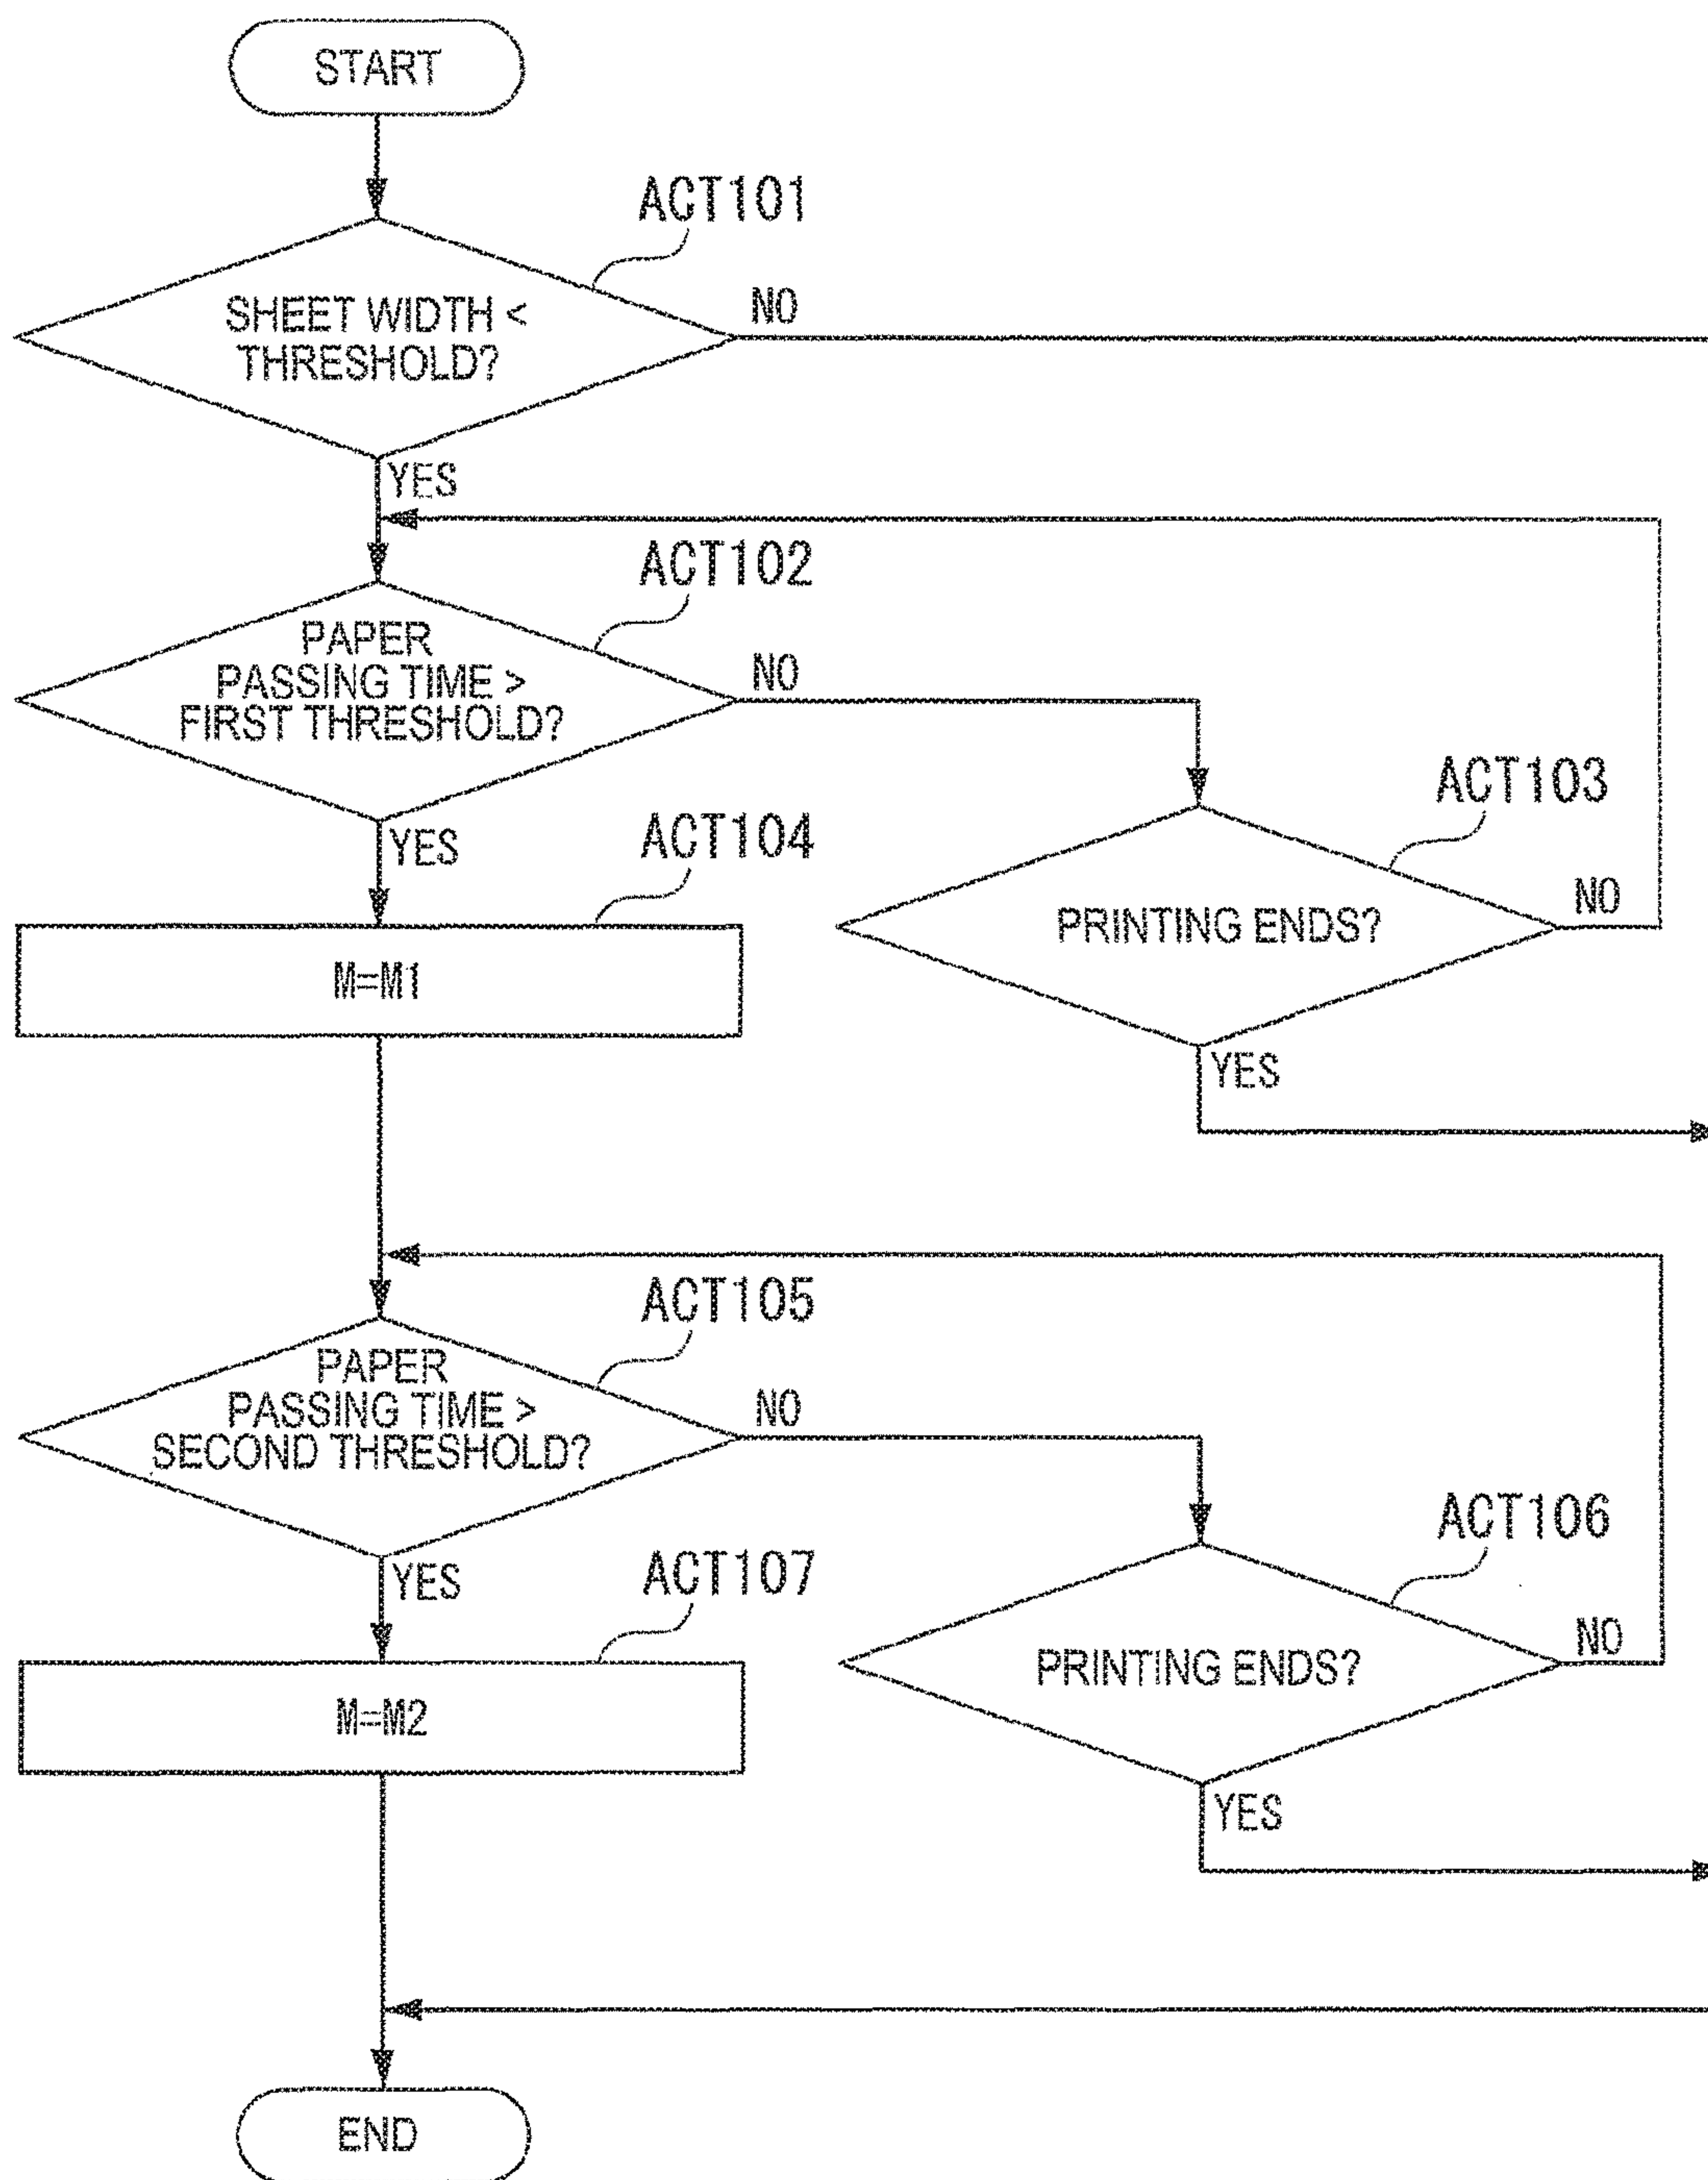 START
ACT101
SHEET WIDTH <
THRESHOLD?
NO
YES
ACT102
PAPER
PASSING TIME >
FIRST THRESHOLD?
NO
YES
ACT103
PRINTING ENDS?
NO
YES
ACT104
M=M1
ACT105
PAPER
PASSING TIME >
SECOND THRESHOLD?
NO
YES
ACT106
PRINTING ENDS?
NO
YES
ACT107
M=M2
END